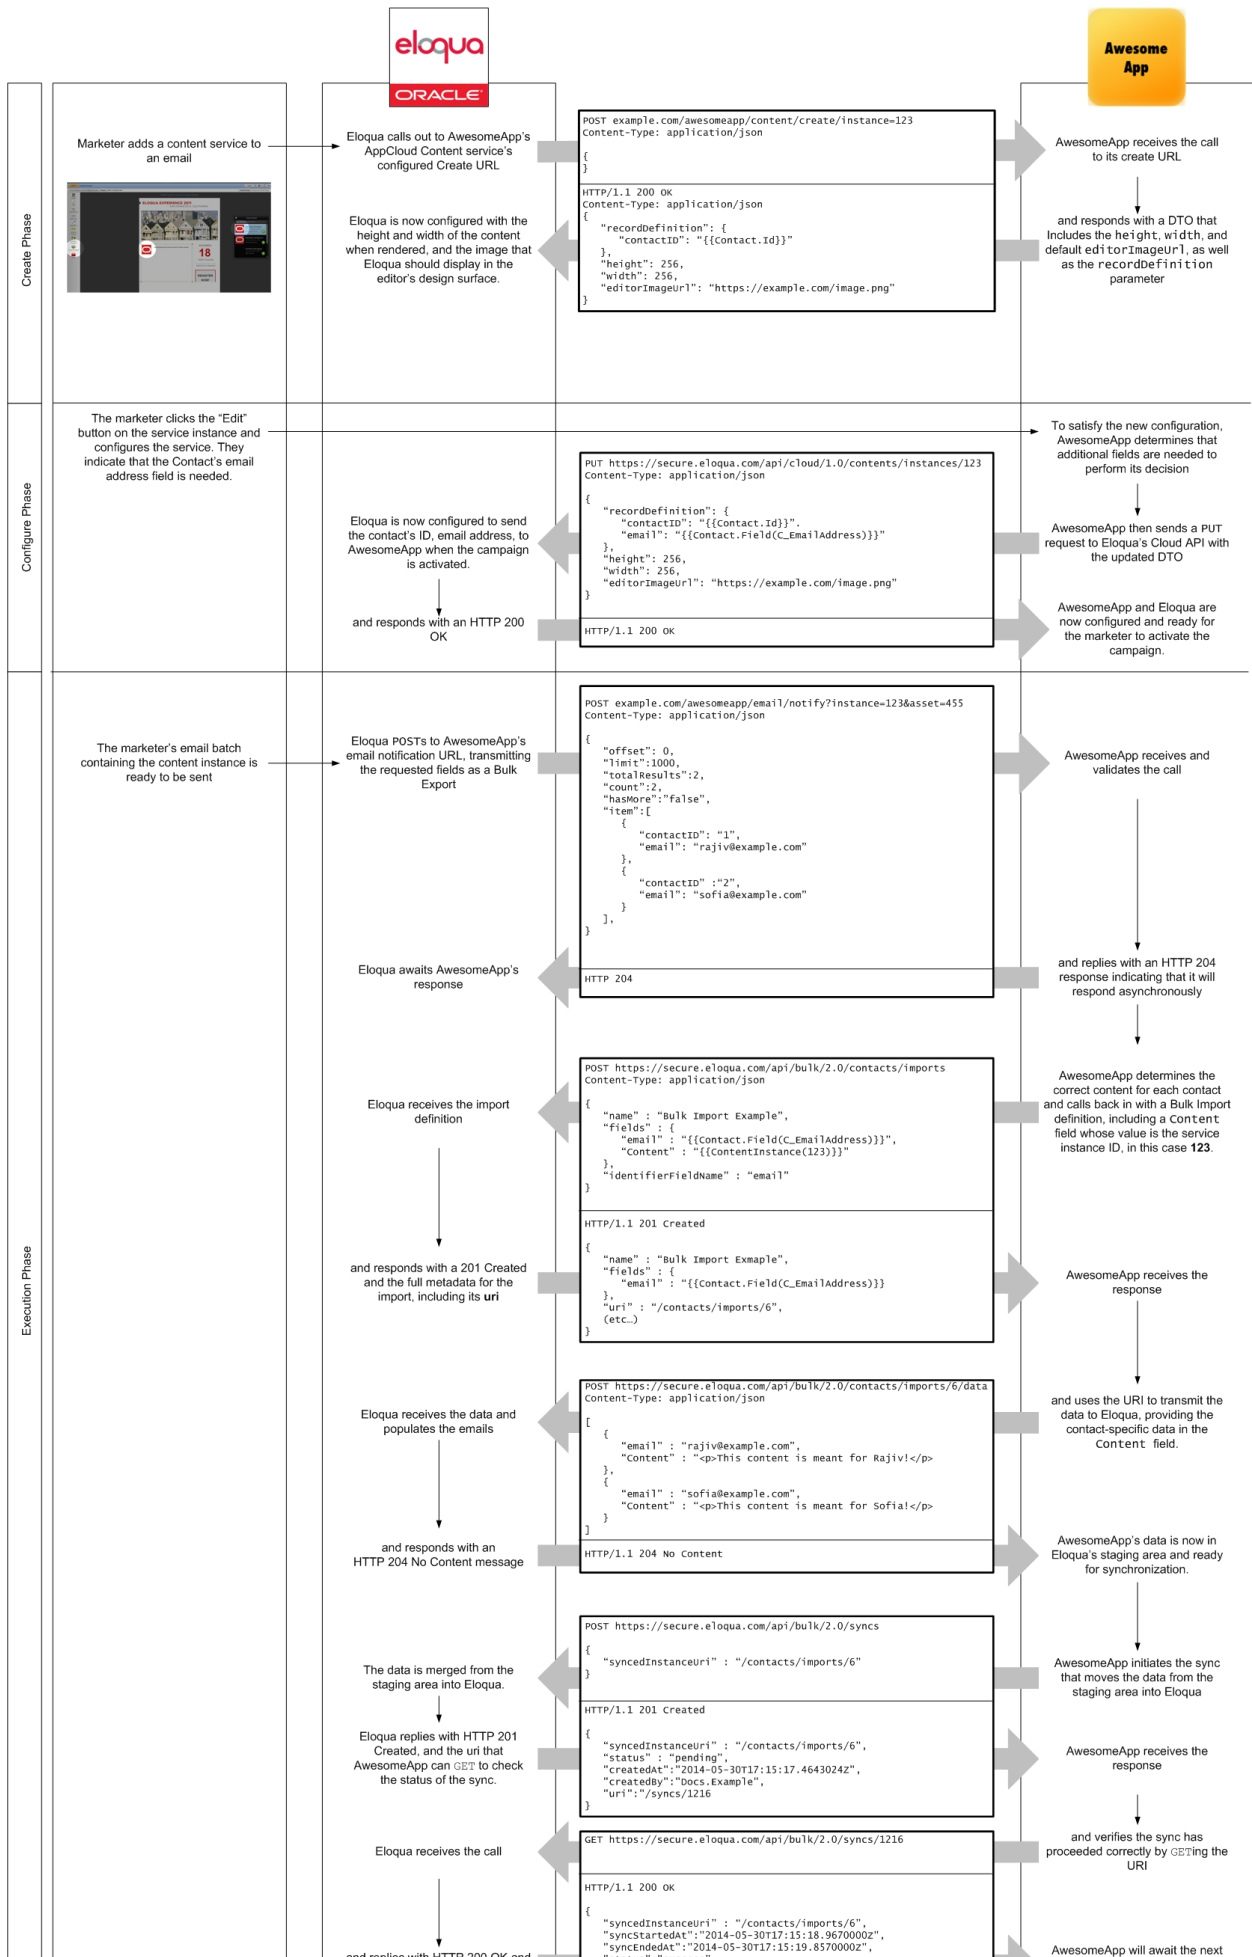 eloqua
ORACLE
Awesome
App
Create Phase
Marketer adds a content service to
an email
Eloqua calls out to AwesomeApp's
AppCloud Content service's
configured Create URL
POST example.com/awesomeapp/content/create/instance=123
Content-Type: application/json
{
}
AwesomeApp receives the call
to its create URL
HTTP/1.1 200 OK
Content-Type: application/json
{
"recordDefinition": {
"contactID": "{{Contact.Id}}"
},
"height": 256,
"width": 256,
"editorImageUrl": "https://example.com/image.png"
}
and responds with a DTO that
Includes the height, width, and
default editorImageUrl, as well
as the recordDefinition
parameter
Eloqua is now configured with the
height and width of the content
when rendered, and the image that
Eloqua should display in the
editor's design surface.
18
Configure Phase
The marketer clicks the "Edit"
button on the service instance and
configures the service. They
indicate that the Contact's email
address field is needed.
To satisfy the new configuration,
AwesomeApp determines that
additional fields are needed to
perform its decision
AwesomeApp then sends a PUT
request to Eloqua's Cloud API with
the updated DTO
PUT https://secure.eloqua.com/api/cloud/1.0/contents/instances/123
Content-Type: application/json
{
"recordDefinition": {
"contactID": "{{Contact.Id}}".
"email": "{{Contact.Field(C_EmailAddress)}}"
},
"height": 256,
"width": 256,
"editorImageUrl": "https://example.com/image.png"
}
Eloqua is now configured to send
the contact's ID, email address, to
AwesomeApp when the campaign
is activated.
and responds with an HTTP 200
OK
HTTP/1.1 200 OK
AwesomeApp and Eloqua are
now configured and ready for
the marketer to activate the
campaign.
Execution Phase
The marketer's email batch
containing the content instance is
ready to be sent
Eloqua POSTs to AwesomeApp's
email notification URL, transmitting
the requested fields as a Bulk
Export
POST example.com/awesomeapp/email/notify?instance=123&asset=455
Content-Type: application/json
{
"offset": 0,
"limit":1000,
"totalResults":2,
"count":2,
"hasMore":"false",
"item":[
{
"contactID": "1",
"email": "rajiv@example.com"
},
{
"contactID" :"2",
"email": "sofia@example.com"
}
],
}
AwesomeApp receives and
validates the call
and replies with an HTTP 204
response indicating that it will
respond asynchronously
HTTP 204
Eloqua awaits AwesomeApp's
response
AwesomeApp determines the
correct content for each contact
and calls back in with a Bulk Import
definition, including a Content
field whose value is the service
instance ID, in this case 123.
POST https://secure.eloqua.com/api/bulk/2.0/contacts/imports
Content-Type: application/json
{
"name" : "Bulk Import Example",
"fields" : {
"email" : "{{Contact.Field(C_EmailAddress)}}",
"Content" : "{{ContentInstance(123)}}"
},
"identifierFieldName" : "email"
}
Eloqua receives the import
definition
and responds with a 201 Created
and the full metadata for the
import, including its uri
HTTP/1.1 201 Created
{
"name" : "Bulk Import Exmaple",
"fields" : {
"email" : "{{Contact.Field(C_EmailAddress)}}
},
"uri" : "/contacts/imports/6",
(etc…)
}
AwesomeApp receives the
response
and uses the URI to transmit the
data to Eloqua, providing the
contact-specific data in the
Content field.
POST https://secure.eloqua.com/api/bulk/2.0/contacts/imports/6/data
Content-Type: application/json
[
{
"email" : "rajiv@example.com",
"Content" : "<p>This content is meant for Rajiv!</p>
},
{
"email" : "sofia@example.com",
"Content" : "<p>This content is meant for Sofia!</p>
}
]
Eloqua receives the data and
populates the emails
and responds with an
HTTP 204 No Content message
HTTP/1.1 204 No Content
AwesomeApp's data is now in
Eloqua's staging area and ready
for synchronization.
AwesomeApp initiates the sync
that moves the data from the
staging area into Eloqua
POST https://secure.eloqua.com/api/bulk/2.0/syncs
{
"syncedInstanceUri" : "/contacts/imports/6"
}
The data is merged from the
staging area into Eloqua.
Eloqua replies with HTTP 201
Created, and the uri that
AwesomeApp can GET to check
the status of the sync.
HTTP/1.1 201 Created
{
"syncedInstanceUri" : "/contacts/imports/6",
"status" : "pending",
"createdAt":"2014-05-30T17:15:17.4643024Z",
"createdBy":"Docs.Example",
"uri":"/syncs/1216
}
AwesomeApp receives the
response
and verifies the sync has
proceeded correctly by GETing the
URI
GET https://secure.eloqua.com/api/bulk/2.0/syncs/1216
Eloqua receives the call
HTTP/1.1 200 OK
{
"syncedInstanceUri" : "/contacts/imports/6",
"syncStartedAt":"2014-05-30T17:15:18.9670000Z",
"syncEndedAt":"2014-05-30T17:15:19.8570000Z",
and replies with HTTP 200 OK and
AwesomeApp will await the next